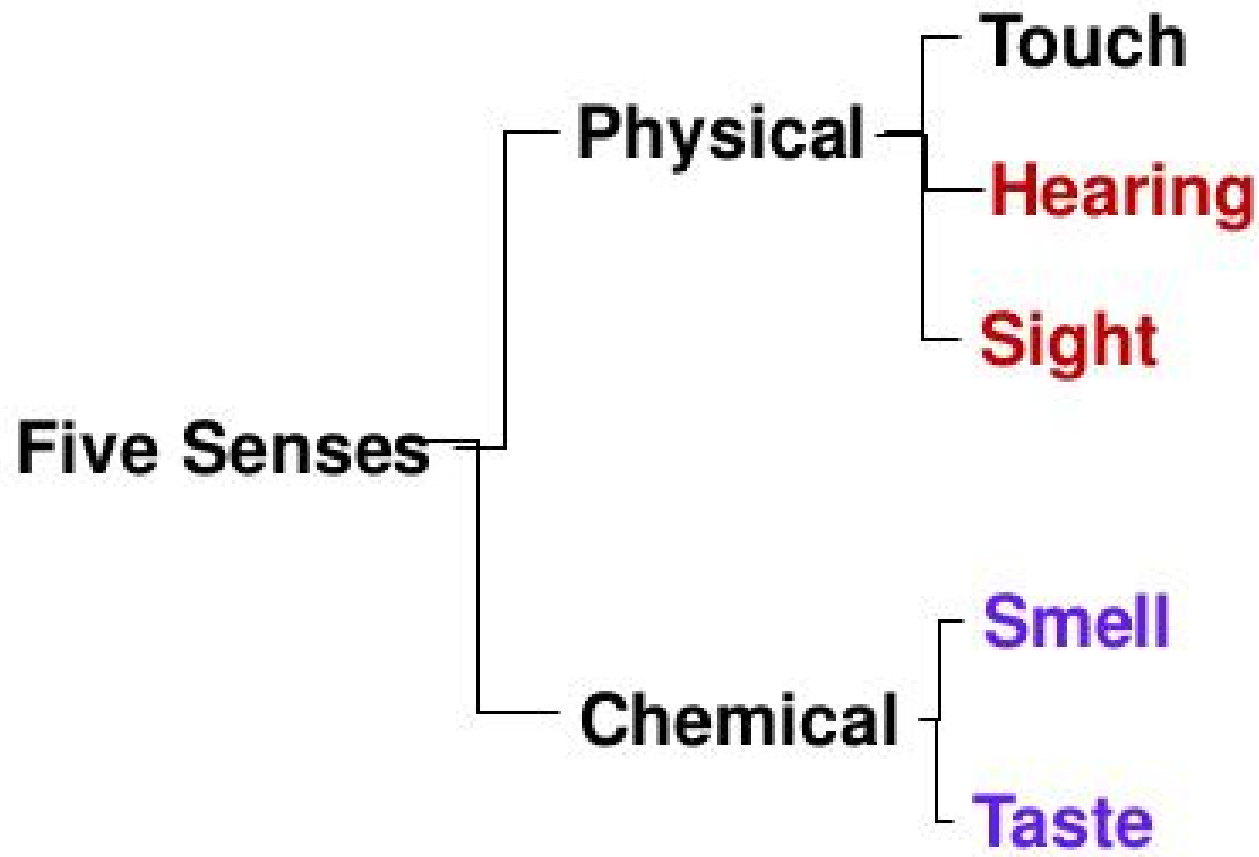 Touch
Physical
Hearing
Sight
Five Senses
Smell
Chemical
Taste